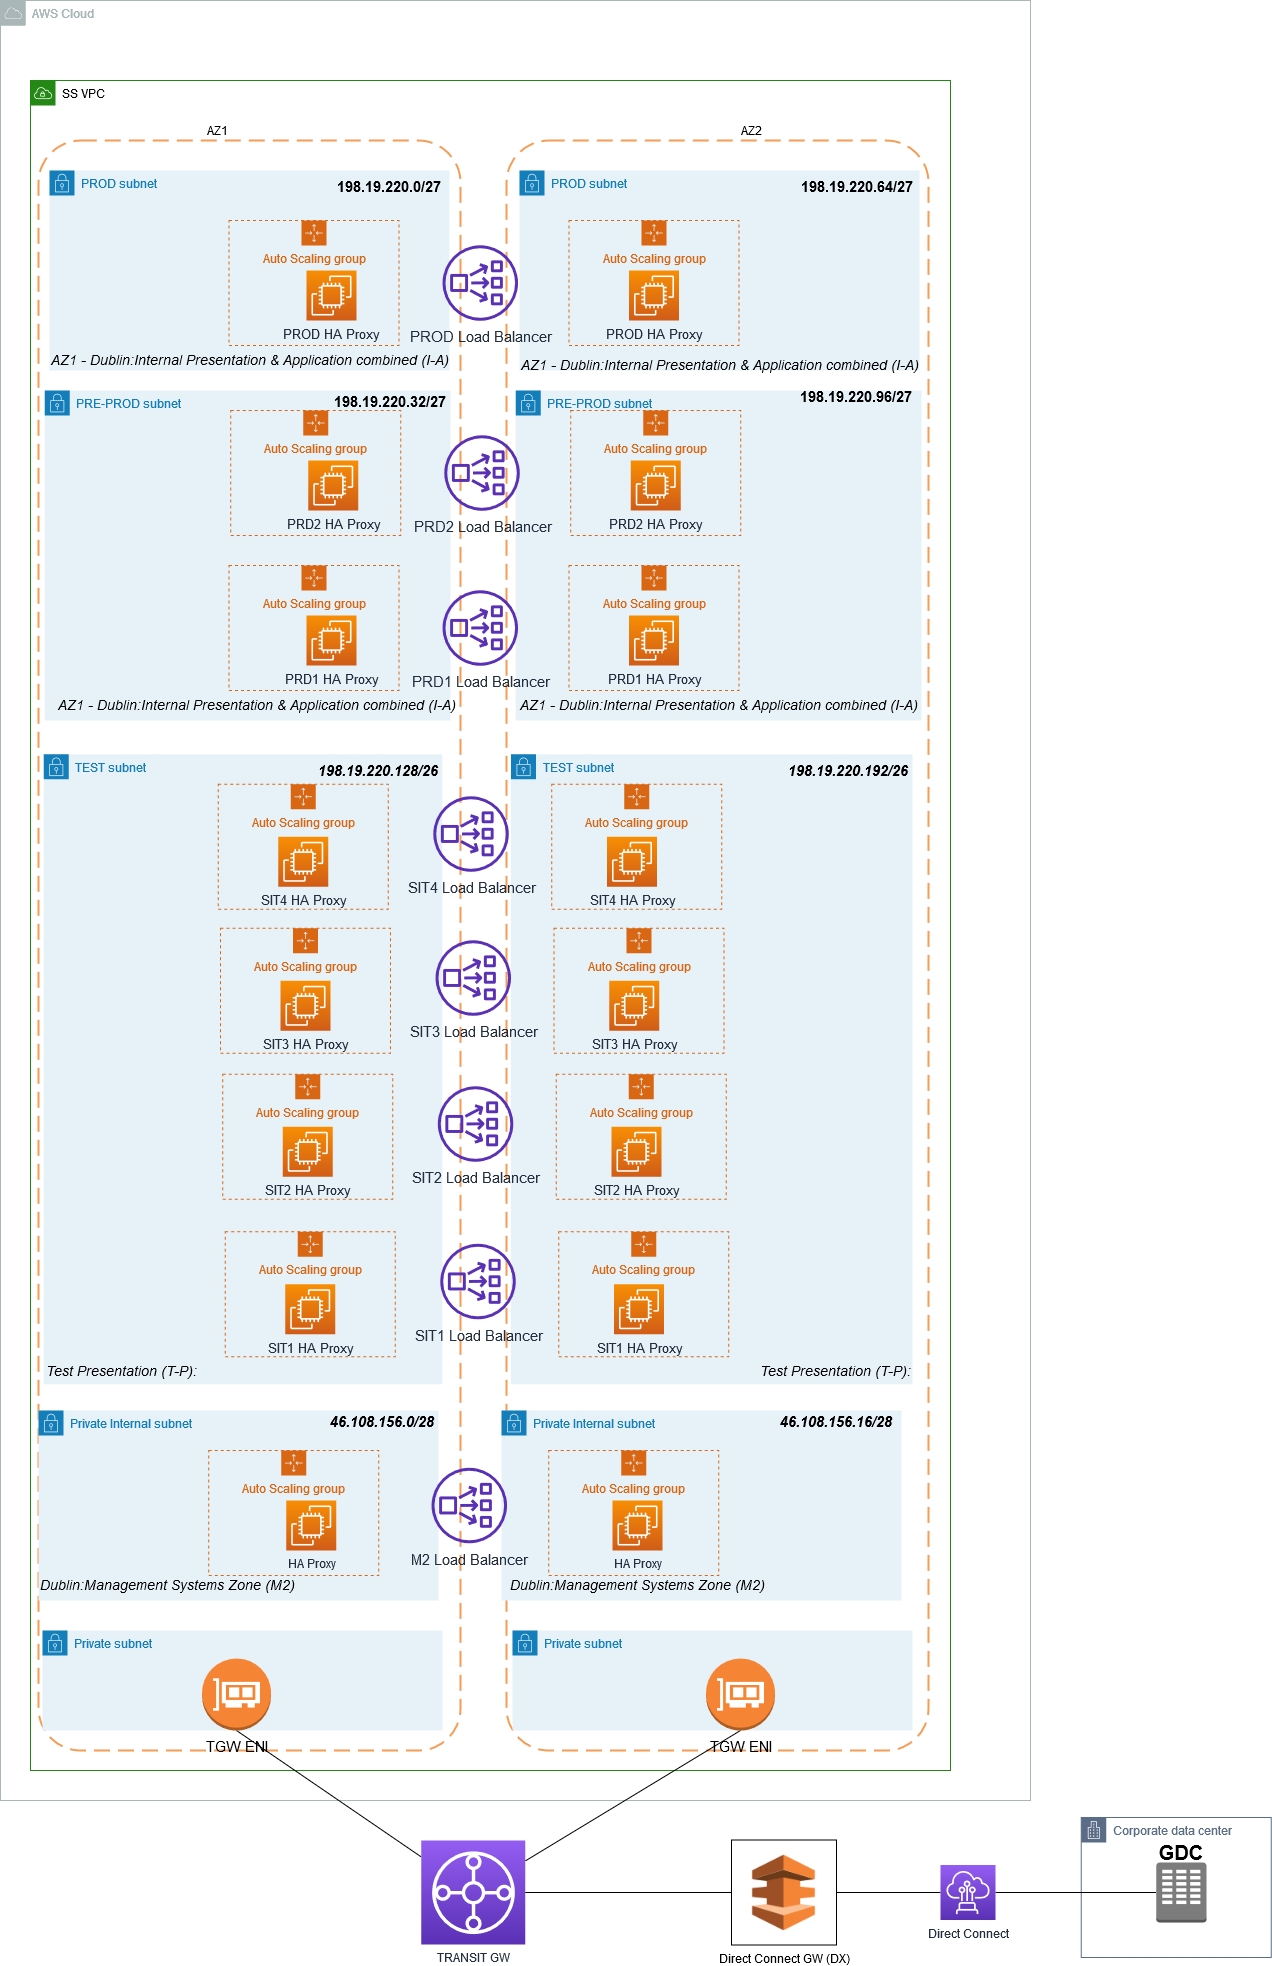 AWS Cloud
SS VPC
AZ1
AZ2
PROD subnet
198.19.220.0/27
PROD subnet
198.19.220.64/27
Auto Scaling group
Auto Scaling group
PROD HA Proxy
PROD Load Balancer
PROD HA Proxy
AZ1 - Dublin:Internal Presentation & Application combined (I-A)
AZ1 - Dublin:Internal Presentation & Application combined (I-A)
PRE-PROD subnet
198.19.220.32/27
PRE-PROD subnet
198.19.220.96/27
Auto Scaling group
Auto Scaling group
PRD2 HA Proxy
PRD2 Load Balancer
PRD2 HA Proxy
Auto Scaling group
Auto Scaling group
PRD1 HA Proxy
PRD1 Load Balancer
PRD1 HA Proxy
AZ1 - Dublin:Internal Presentation & Application combined (I-A)
AZ1 - Dublin:Internal Presentation & Application combined (I-A)
TEST subnet
198.19.220.128/26
TEST subnet
198.19.220.192/26
Auto Scaling group
Auto Scaling group
SIT4 HA Proxy
SIT4 Load Balancer
SIT4 HA Proxy
Auto Scaling group
Auto Scaling group
SIT3 HA Proxy
SIT3 Load Balancer
SIT3 HA Proxy
Auto Scaling group
Auto Scaling group
SIT2 HA Proxy
SIT2 Load Balancer
SIT2 HA Proxy
Auto Scaling group
Auto Scaling group
SIT1 HA Proxy
SIT1 Load Balancer
SIT1 HA Proxy
Test Presentation (T-P):
Test Presentation (T-P):
Private Internal subnet
46.108.156.0/28
Private Internal subnet
46.108.156.16/28
Auto Scaling group
Auto Scaling group
HA Proxy
M2 Load Balancer
HA Proxy
Dublin:Management Systems Zone (M2)
Dublin:Management Systems Zone (M2)
Private subnet
Private subnet
TGW ENI
TGW ENI
Corporate data center
GDC
TRANSIT GW
Direct Connect GW (DX)
Direct Connect